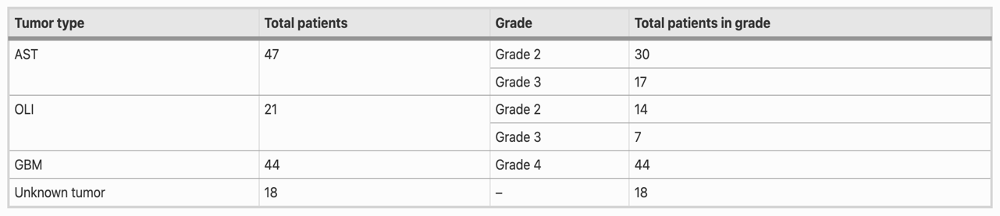 Tumor type Total patients Grade Total patients in grade
AST 47 Grade 2 30
Grade 3 17
OLI 21 Grade 2 14
Grade 3 7
GBM 44 Grade 4 44
Unknown tumor 18 – 18